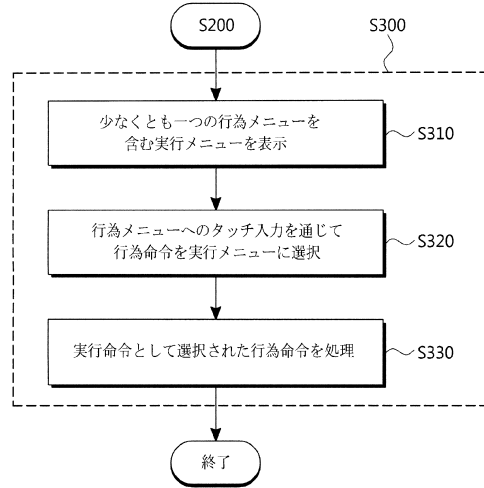 S200
S300
少なくとも一つの行為メニューを
含む実行メニューを表示
S310
行為メニューへのタッチ入力を通じて
行為命令を実行メニューに選択
S320
実行命令として選択された行為命令を処理
S330
終了